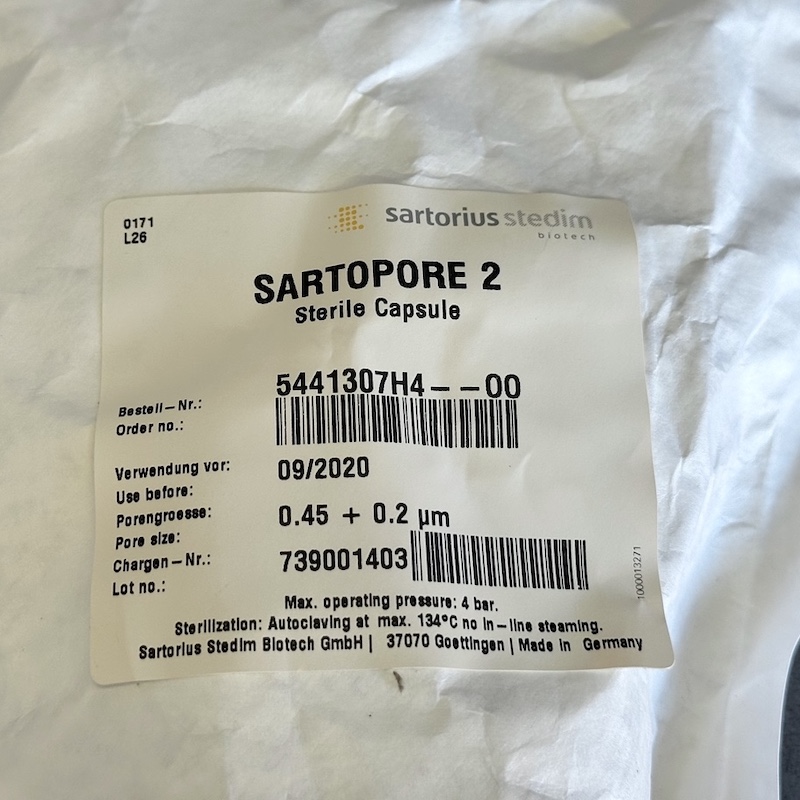 0171
L26
sartorius stedim
biotech
SARTOPORE 2
Sterile Capsule
Bestell-Nr.:
Order no.:
5441307H4--00
Verwendung vor:
Use before:
09/2020
Porengroesse:
Pore size:
0.45 + 0.2 µm
Chargen-Nr.:
Lot no.:
739001403
1000013271
Max. operating pressure: 4 bar.
Sterilization: Autoclaving at max. 134°C no in-line steaming.
Sartorius Stedim Biotech GmbH | 37070 Goettingen | Made in Germany